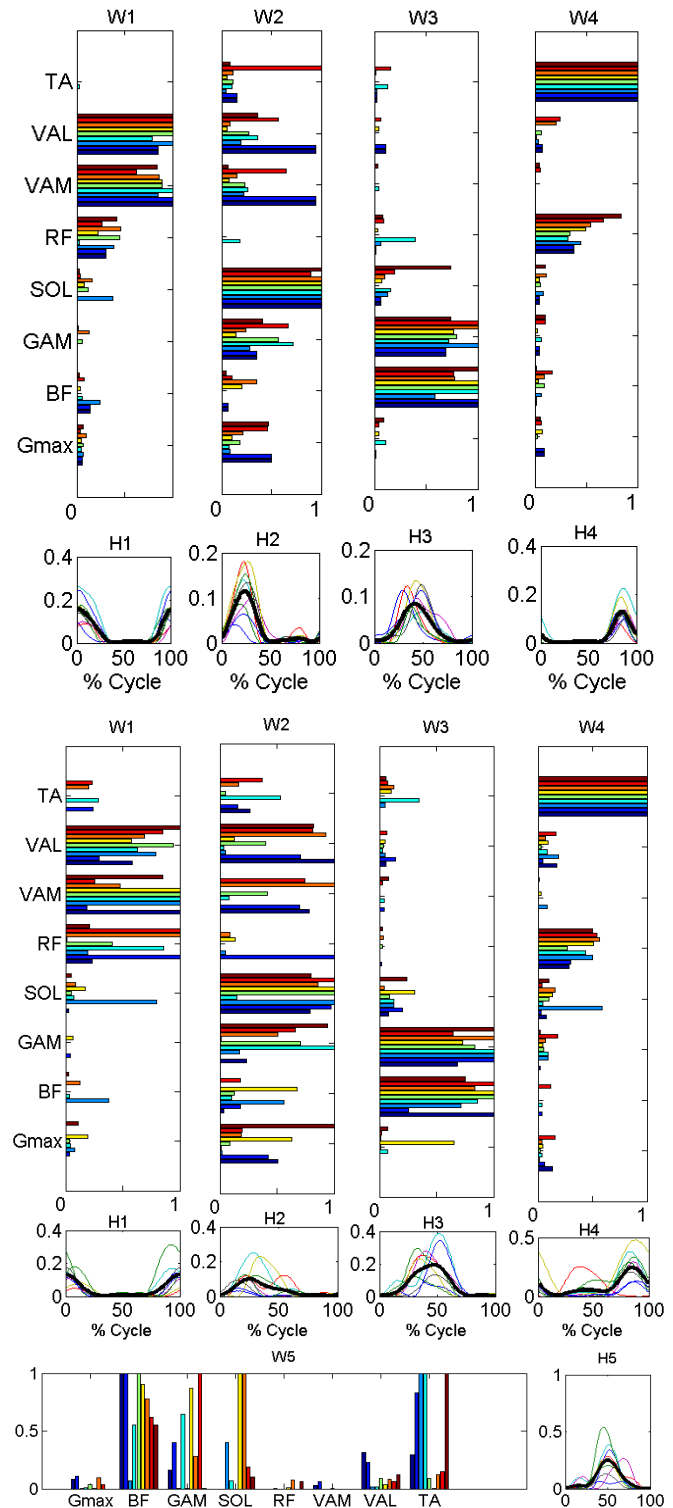 W1 W2 W3 W4
TA
VAL
VAM
RF
SOL
GAM
BF
Gmax
0 0 1 0 1 0 1
H1 H2 H3 H4
0.4 0.2 0.2 0.4
0.2 0.1 0.1 0.2
0 0 0 0
0 50 100 0 50 100 0 50 100 0 50 100
% Cycle % Cycle % Cycle % Cycle
W1 W2 W3 W4
TA
VAL
VAM
RF
SOL
GAM
BF
Gmax
0 1 0 1 0 1 0 1
H1 H2 H3 H4
0.4 0.4 0.4 0.5
0.2 0.2 0.2
0 0 0 0
0 50 100 0 50 100 0 50 100 0 50 100
% Cycle % Cycle % Cycle % Cycle
W5 H5
1 1
0.5 0.5
0 0
Gmax BF GAM SOL RF VAM VAL TA 0 50 100
% Cycle